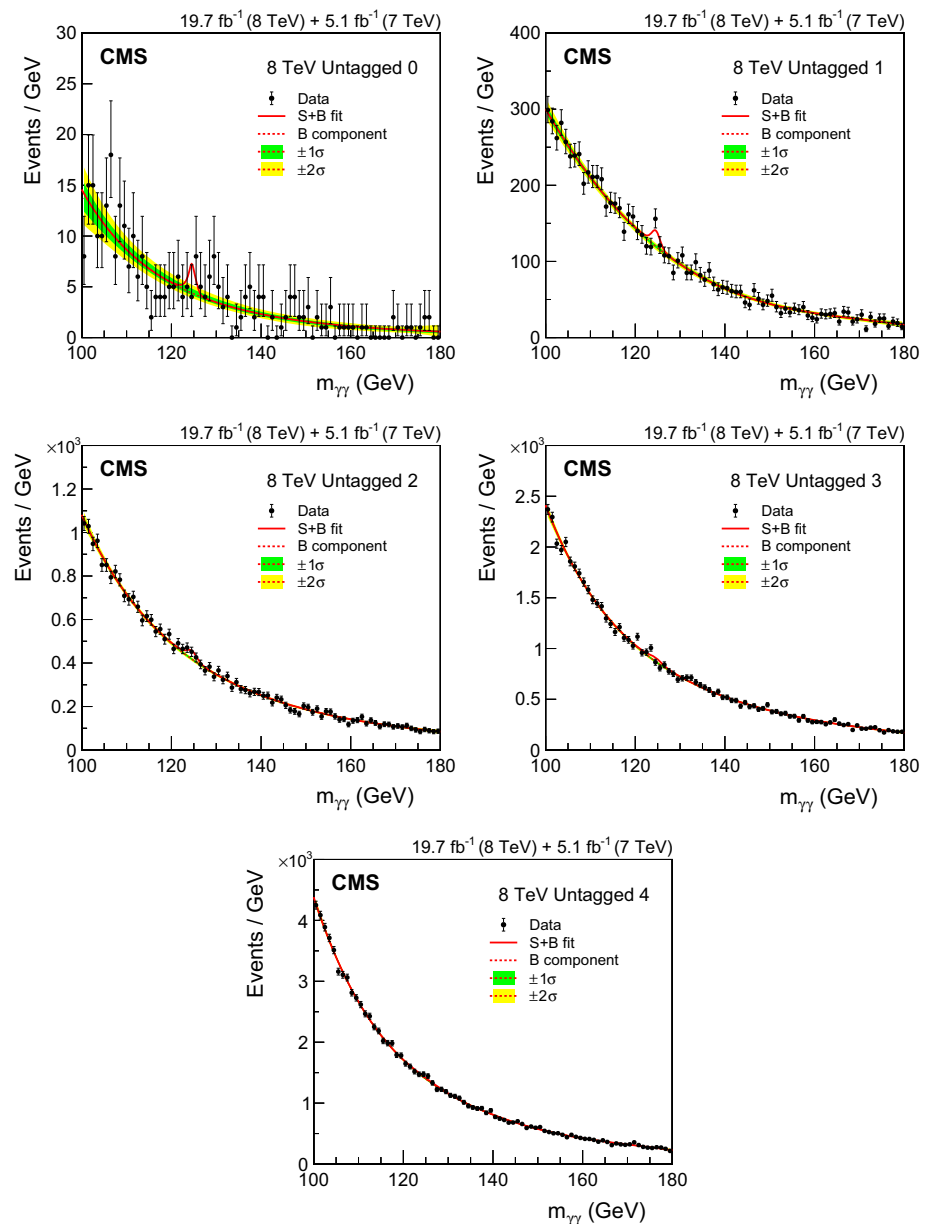 19.7 fb⁻¹ (8 TeV) + 5.1 fb⁻¹ (7 TeV)
CMS
8 TeV Untagged 0
Data
S+B fit
B component
±1σ
±2σ
Events / GeV
30
25
20
15
10
5
0
100 120 140 160 180
mγγ (GeV)
19.7 fb⁻¹ (8 TeV) + 5.1 fb⁻¹ (7 TeV)
CMS
8 TeV Untagged 1
Data
S+B fit
B component
±1σ
±2σ
Events / GeV
400
300
200
100
0
100 120 140 160 180
mγγ (GeV)
19.7 fb⁻¹ (8 TeV) + 5.1 fb⁻¹ (7 TeV)
×10³
CMS
8 TeV Untagged 2
Data
S+B fit
B component
±1σ
±2σ
Events / GeV
1.2
1
0.8
0.6
0.4
0.2
0
100 120 140 160 180
mγγ (GeV)
19.7 fb⁻¹ (8 TeV) + 5.1 fb⁻¹ (7 TeV)
×10³
CMS
8 TeV Untagged 3
Data
S+B fit
B component
±1σ
±2σ
Events / GeV
2.5
2
1.5
1
0.5
0
100 120 140 160 180
mγγ (GeV)
19.7 fb⁻¹ (8 TeV) + 5.1 fb⁻¹ (7 TeV)
×10³
CMS
8 TeV Untagged 4
Data
S+B fit
B component
±1σ
±2σ
Events / GeV
4
3
2
1
0
100 120 140 160 180
mγγ (GeV)